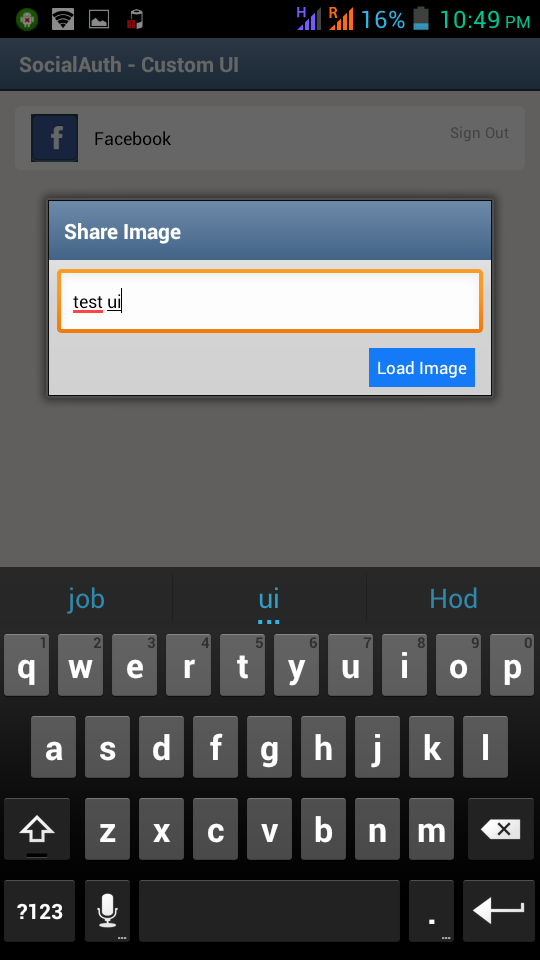 H R 16% 10:49 PM
SocialAuth - Custom UI
f Facebook Sign Out
Share Image
test ui
Load Image
job ui Hod
1 2 3 4 5 6 7 8 9 0
q w e r t y u i o p
a s d f g h j k l
z x c v b n m
?123 ... . ...